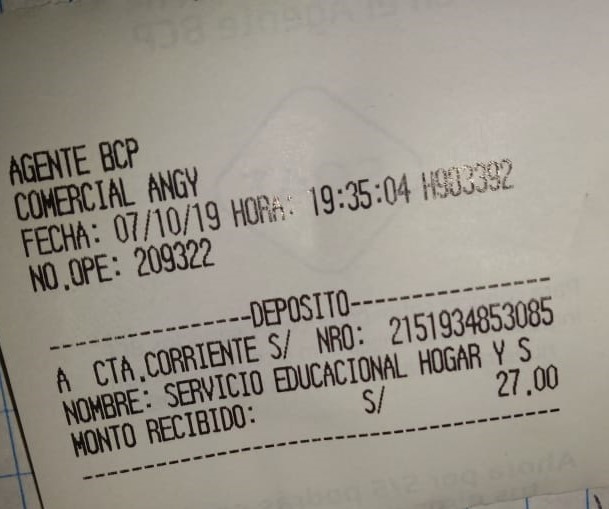 AGENTE BCP
COMERCIAL ANGY
FECHA: 07/10/19 HORA: 19:35:04 H903392
NO.OPE: 209322
DEPOSITO
A CTA.CORRIENTE S/ NRO: 2151934853085
NOMBRE: SERVICIO EDUCACIONAL HOGAR Y S
MONTO RECIBIDO: S/ 27.00